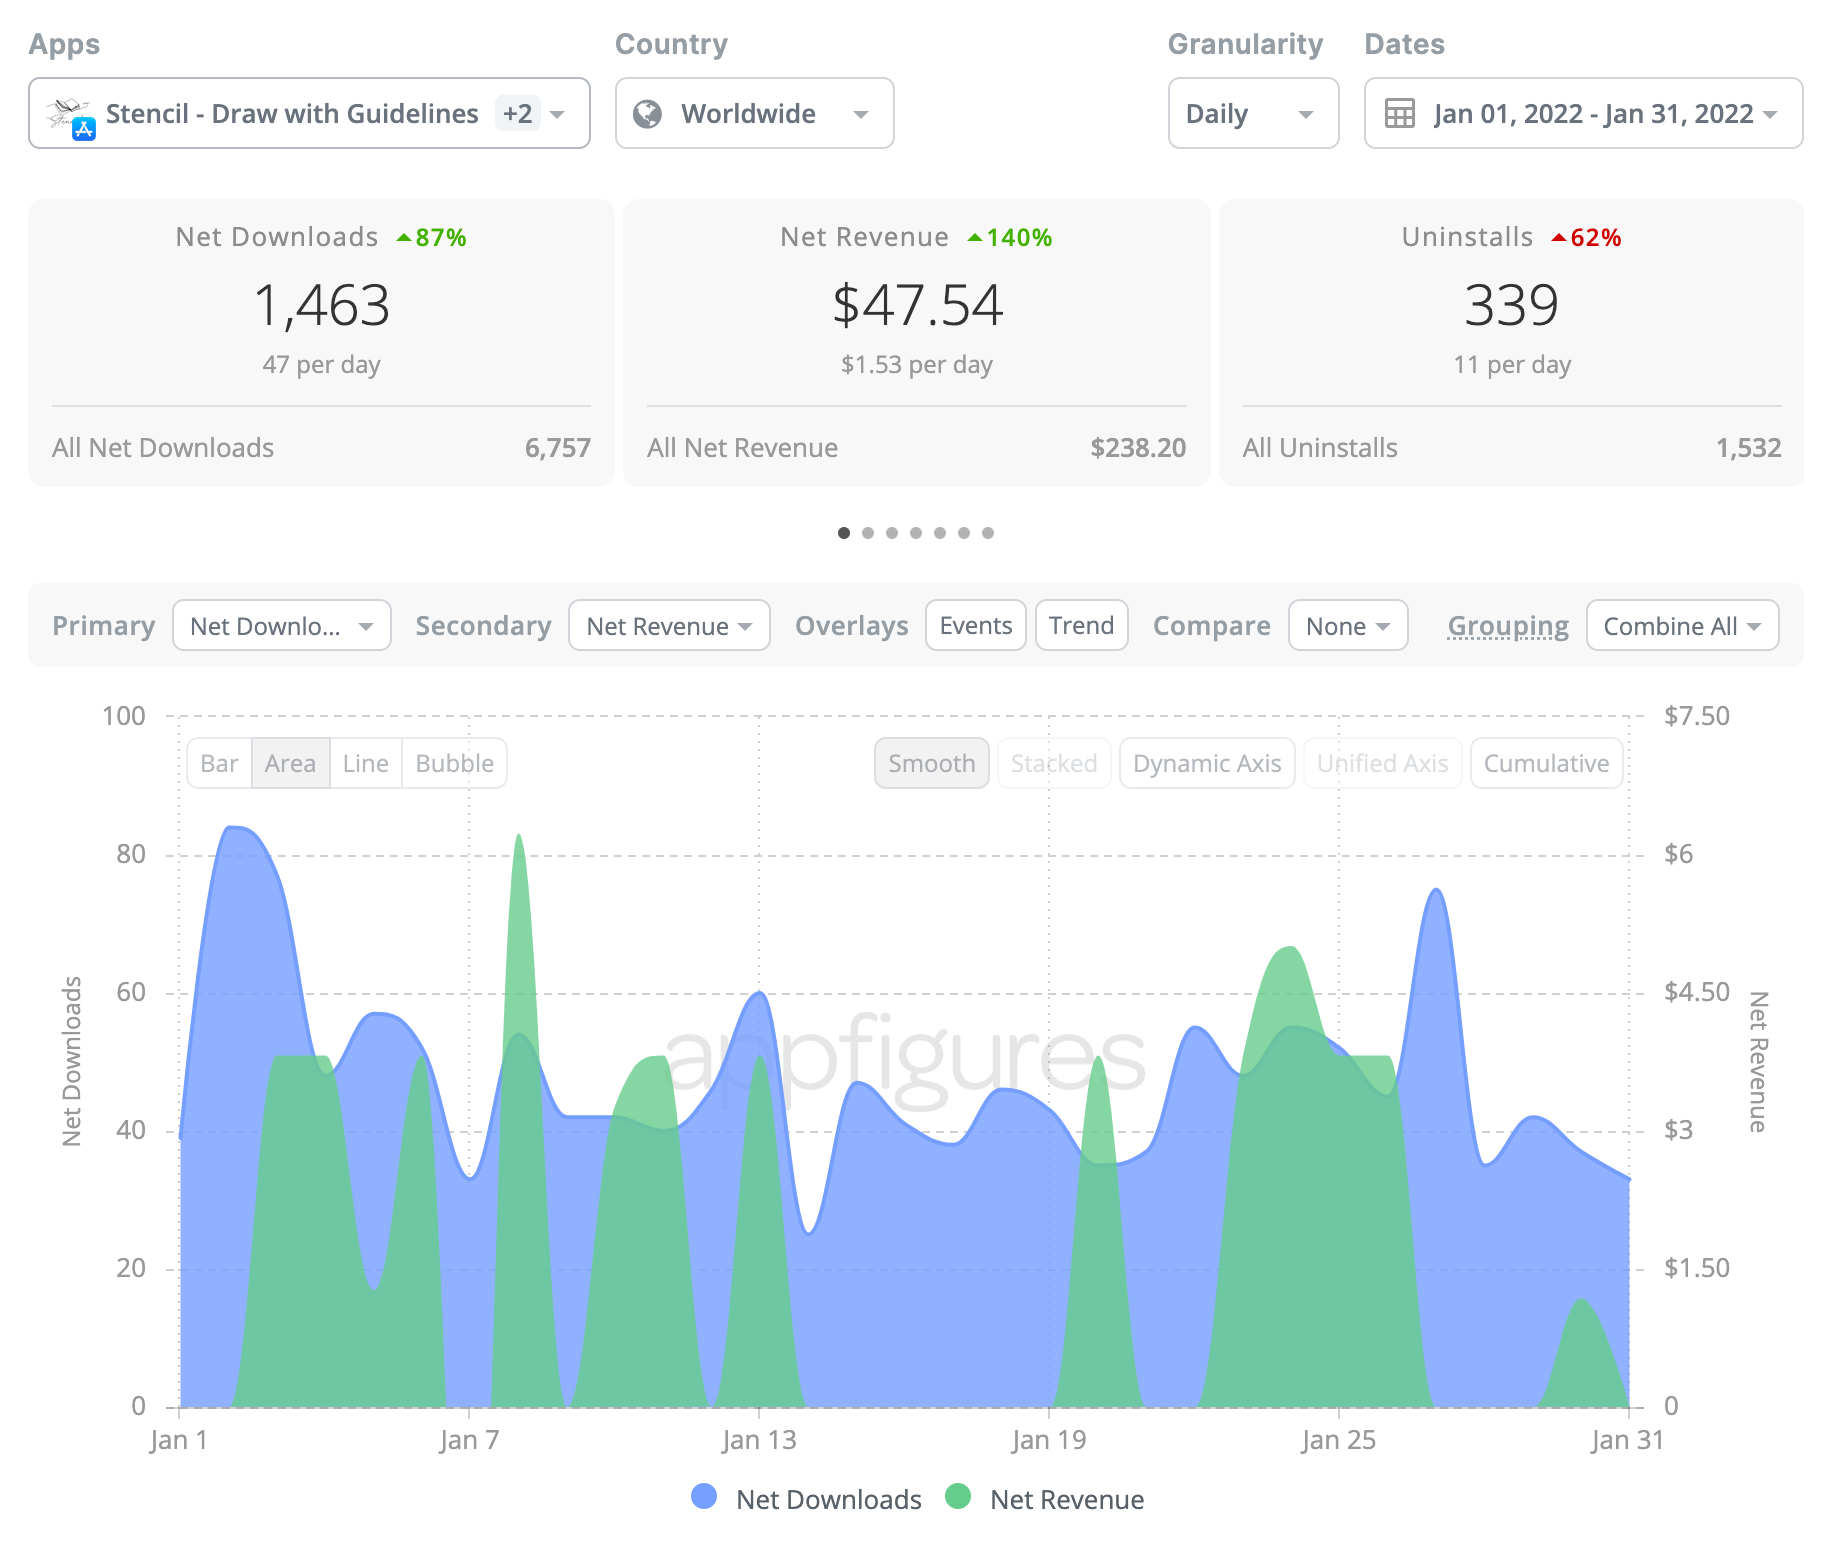 Apps
Country
Granularity
Dates
Stencil - Draw with Guidelines +2
Worldwide
Daily
Jan 01, 2022 - Jan 31, 2022
Net Downloads 87%
1,463
47 per day
All Net Downloads 6,757
Net Revenue 140%
$47.54
$1.53 per day
All Net Revenue $238.20
Uninstalls 62%
339
11 per day
All Uninstalls 1,532
Primary Net Downlo... Secondary Net Revenue Overlays Events Trend Compare None Grouping Combine All
Bar Area Line Bubble
Smooth Stacked Dynamic Axis Unified Axis Cumulative
100
80
60
40
20
0
Net Downloads
$7.50
$6
$4.50
$3
$1.50
0
Net Revenue
appfigures
Jan 1 Jan 7 Jan 13 Jan 19 Jan 25 Jan 31
Net Downloads Net Revenue